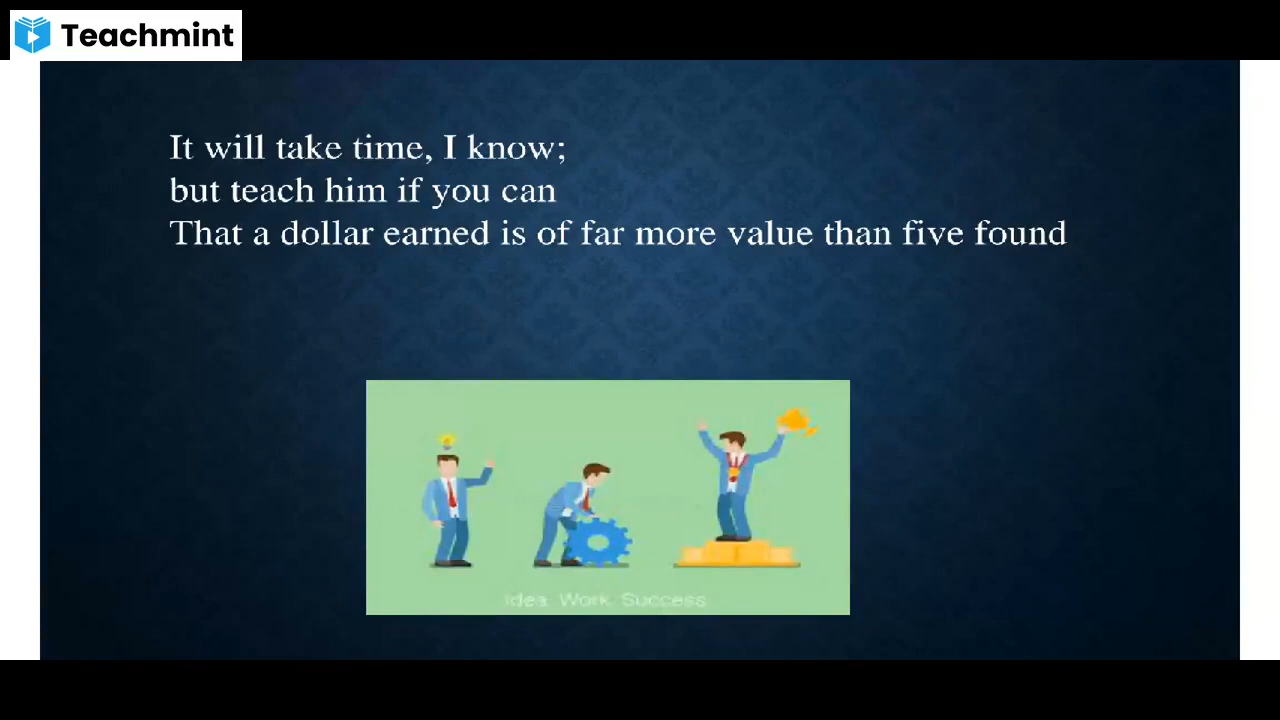 Teachmint
It will take time, I know;
but teach him if you can
That a dollar earned is of far more value than five found
Idea Work Success